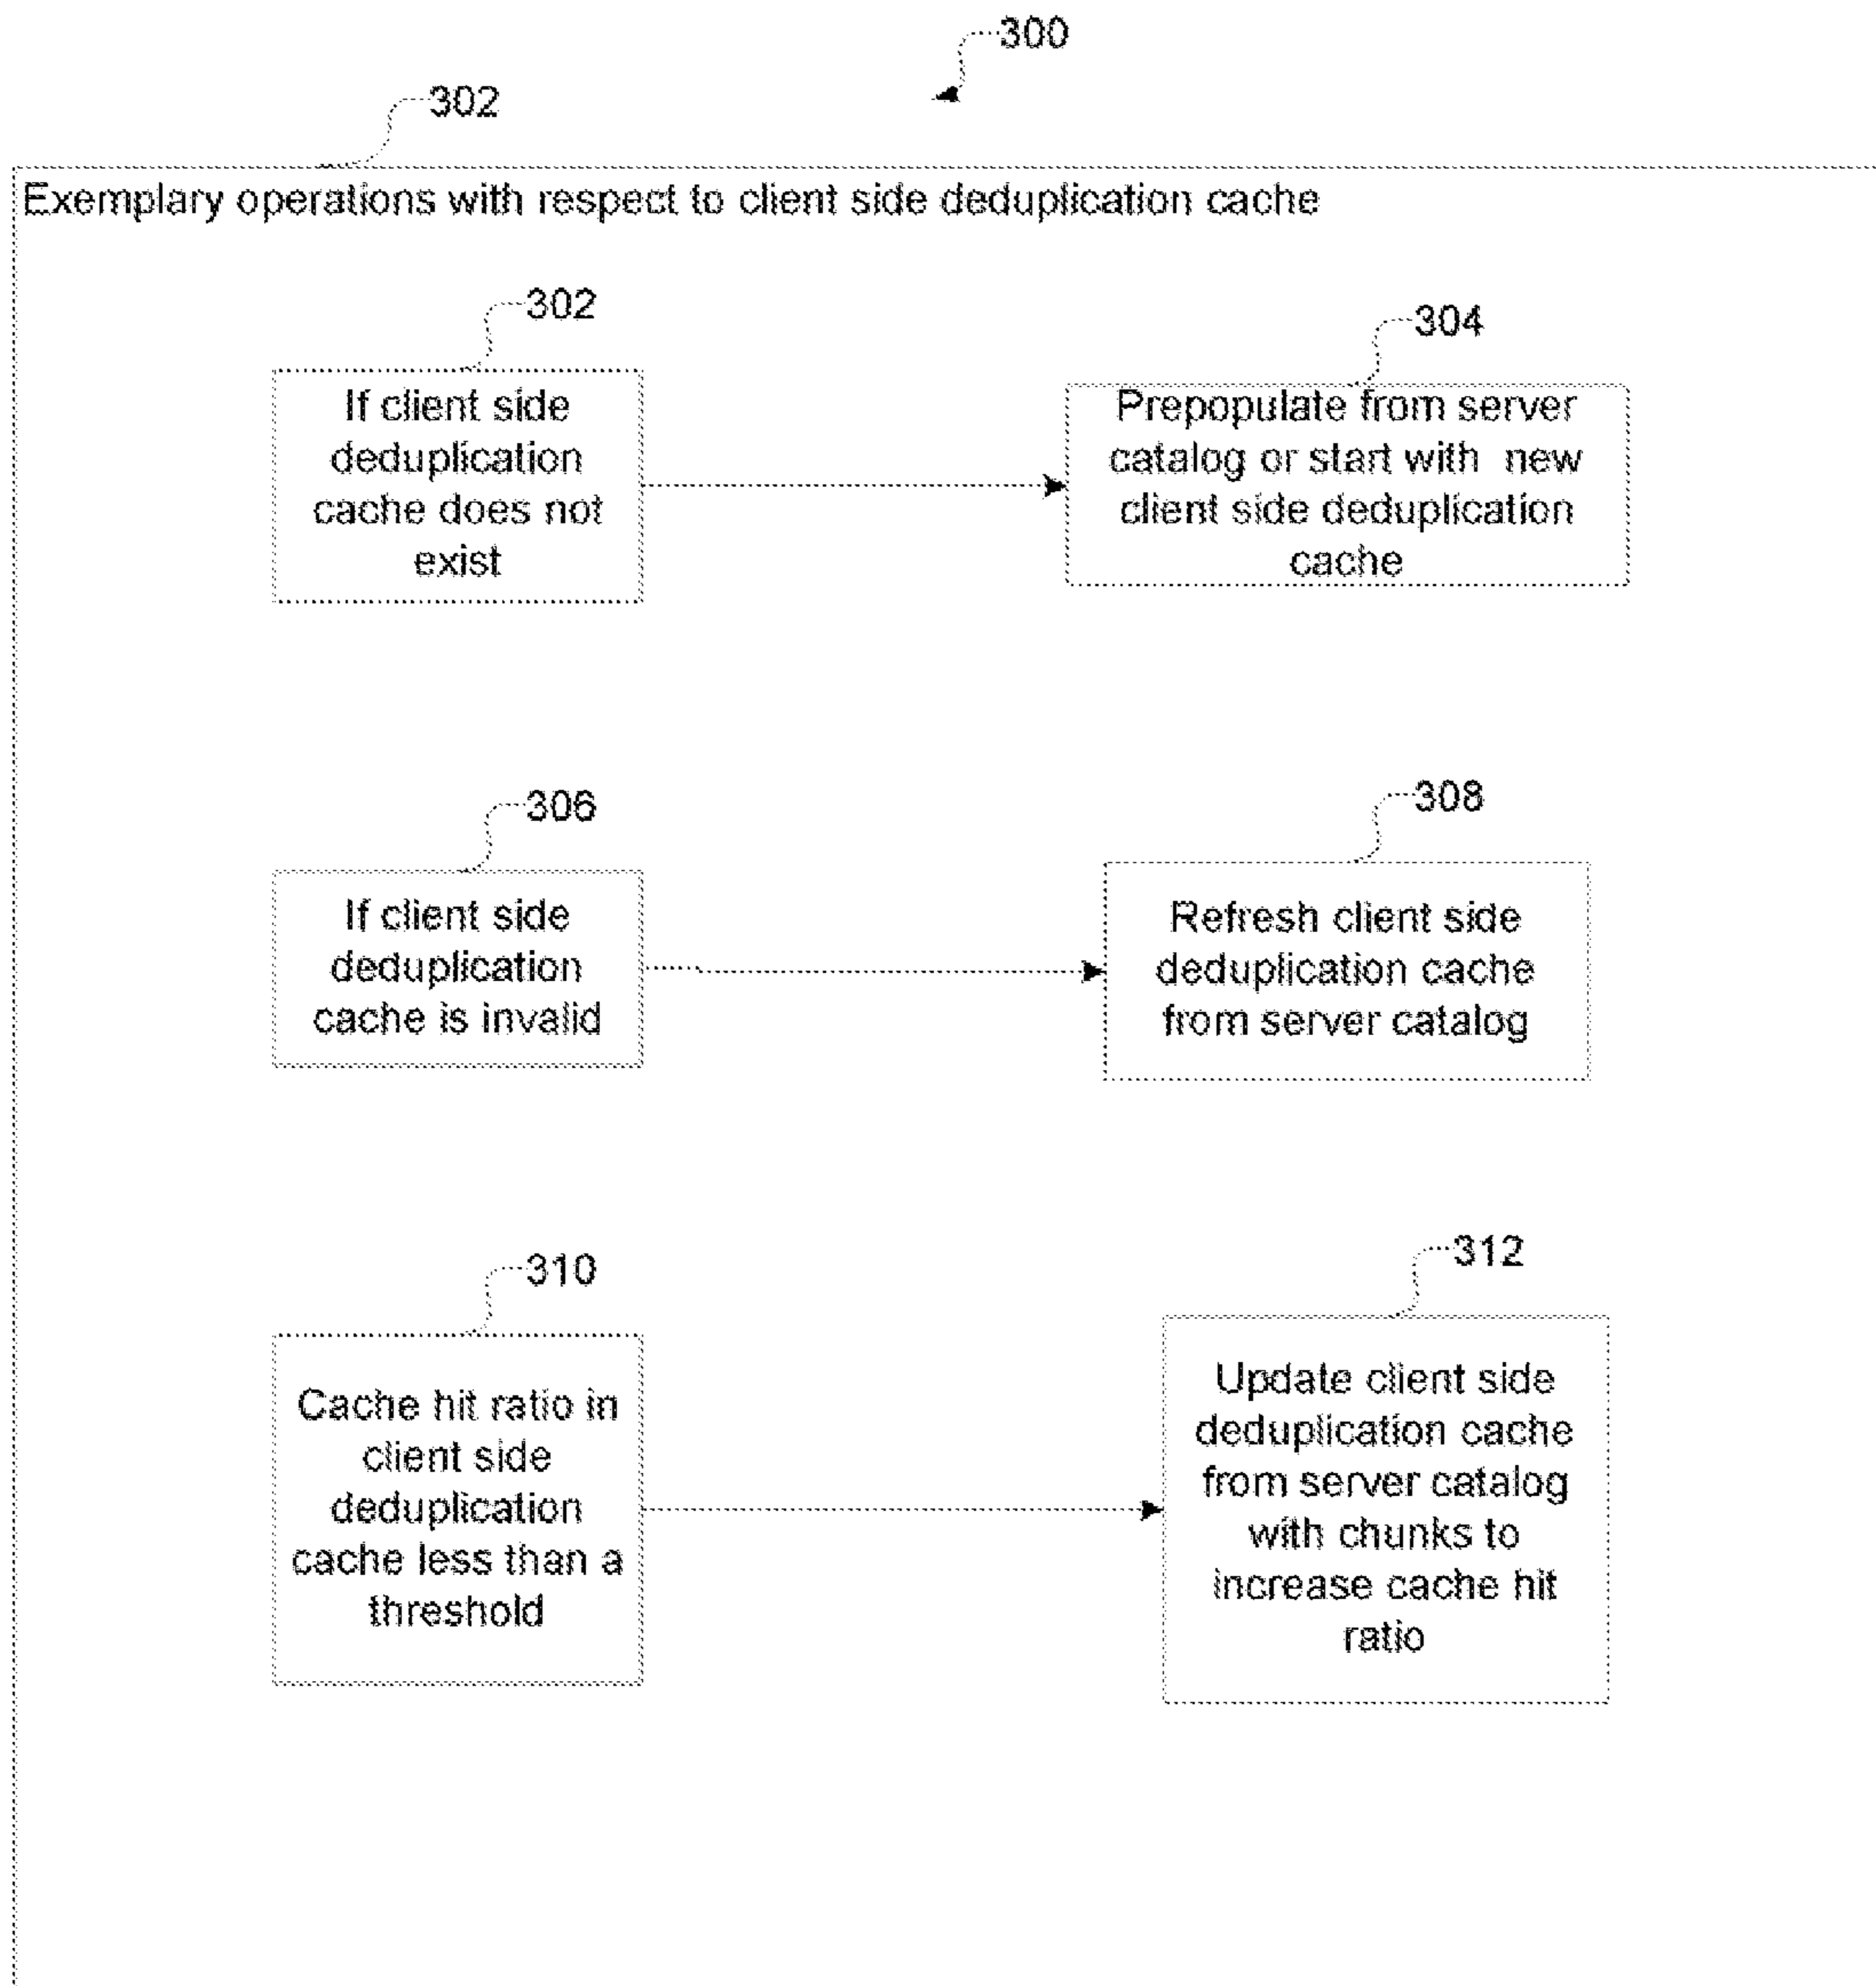 300
302
Exemplary operations with respect to client side deduplication cache
302
If client side
deduplication
cache does not
exist
304
Prepopulate from server
catalog or start with new
client side deduplication
cache
306
If client side
deduplication
cache is invalid
308
Refresh client side
deduplication cache
from server catalog
310
Cache hit ratio in
client side
deduplication
cache less than a
threshold
312
Update client side
deduplication cache
from server catalog
with chunks to
increase cache hit
ratio